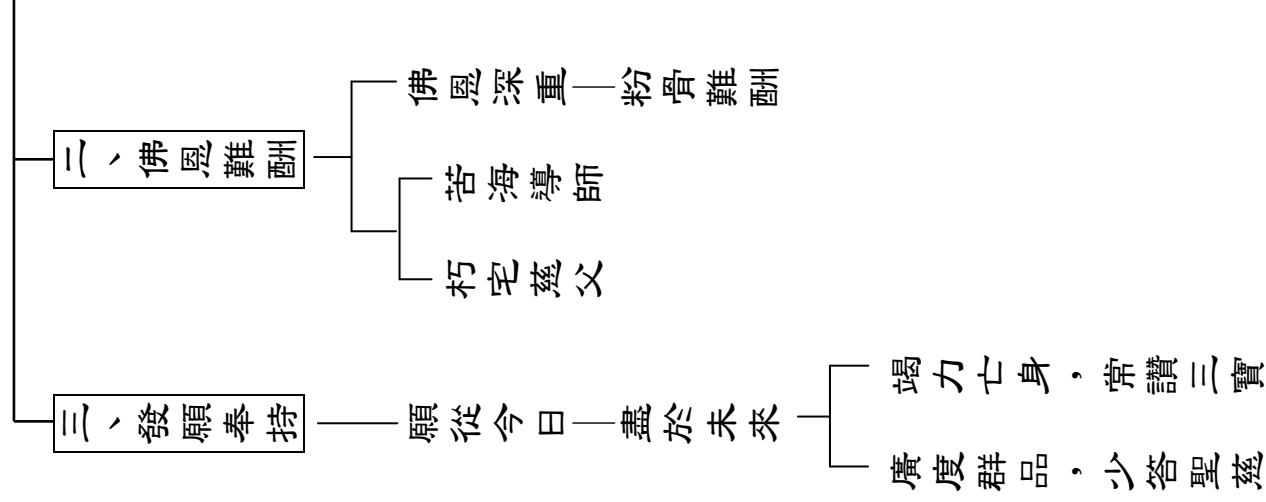 二、佛恩難酬
佛恩深重—粉骨難酬
苦海導師
朽宅慈父
三、發願奉持
願從今日—盡於未來
竭力亡身，常讚三寶
廣度群品，少答聖慈